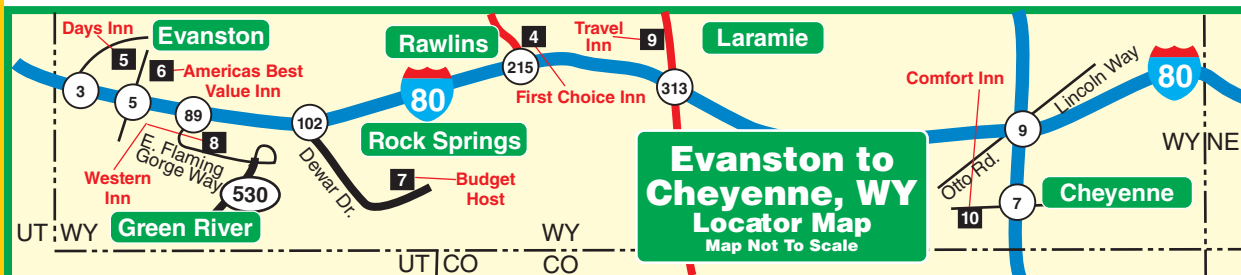 Days Inn
5
Evanston
6
Americas Best
Value Inn
3
5
89
8
E. Flaming
Gorge Way
Western
Inn
530
Green River
UT
WY
102
Dewar Dr.
7
Budget
Host
Rock Springs
80
Rawlins
4
215
First Choice Inn
Travel
Inn
9
313
Laramie
Evanston to
Cheyenne, WY
Locator Map
Map Not To Scale
Comfort Inn
9
Lincoln Way
80
Otto Rd.
10
7
Cheyenne
WY
NE
WY
UT
CO
CO